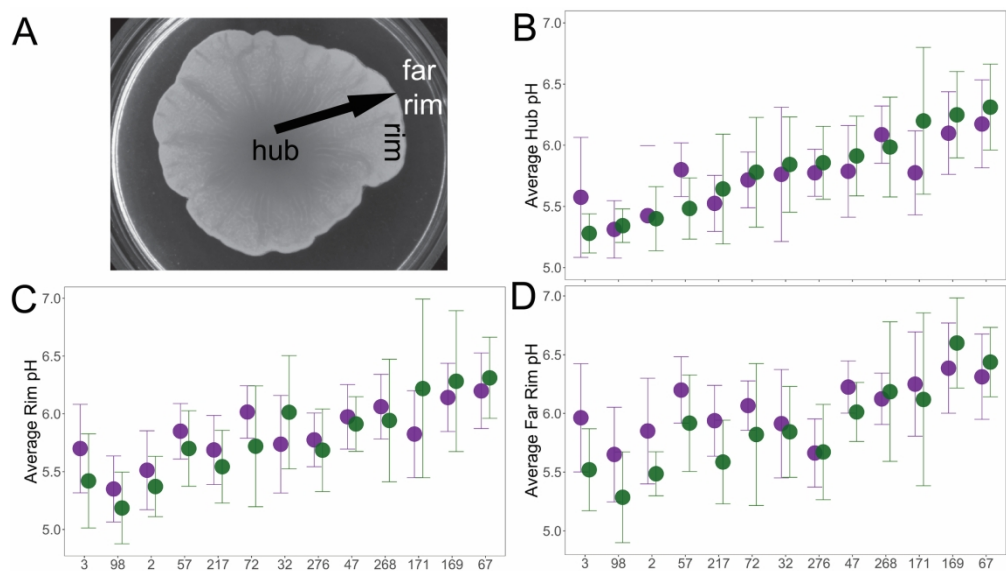 A
far
rim
rim
hub
B
Average Hub pH
7.0
6.5
6.0
5.5
5.0
C
Average Rim pH
7.0
6.5
6.0
5.5
5.0
3 98 2 57 217 72 32 276 47 268 171 169 67
D
Average Far Rim pH
7.0
6.5
6.0
5.5
5.0
3 98 2 57 217 72 32 276 47 268 171 169 67